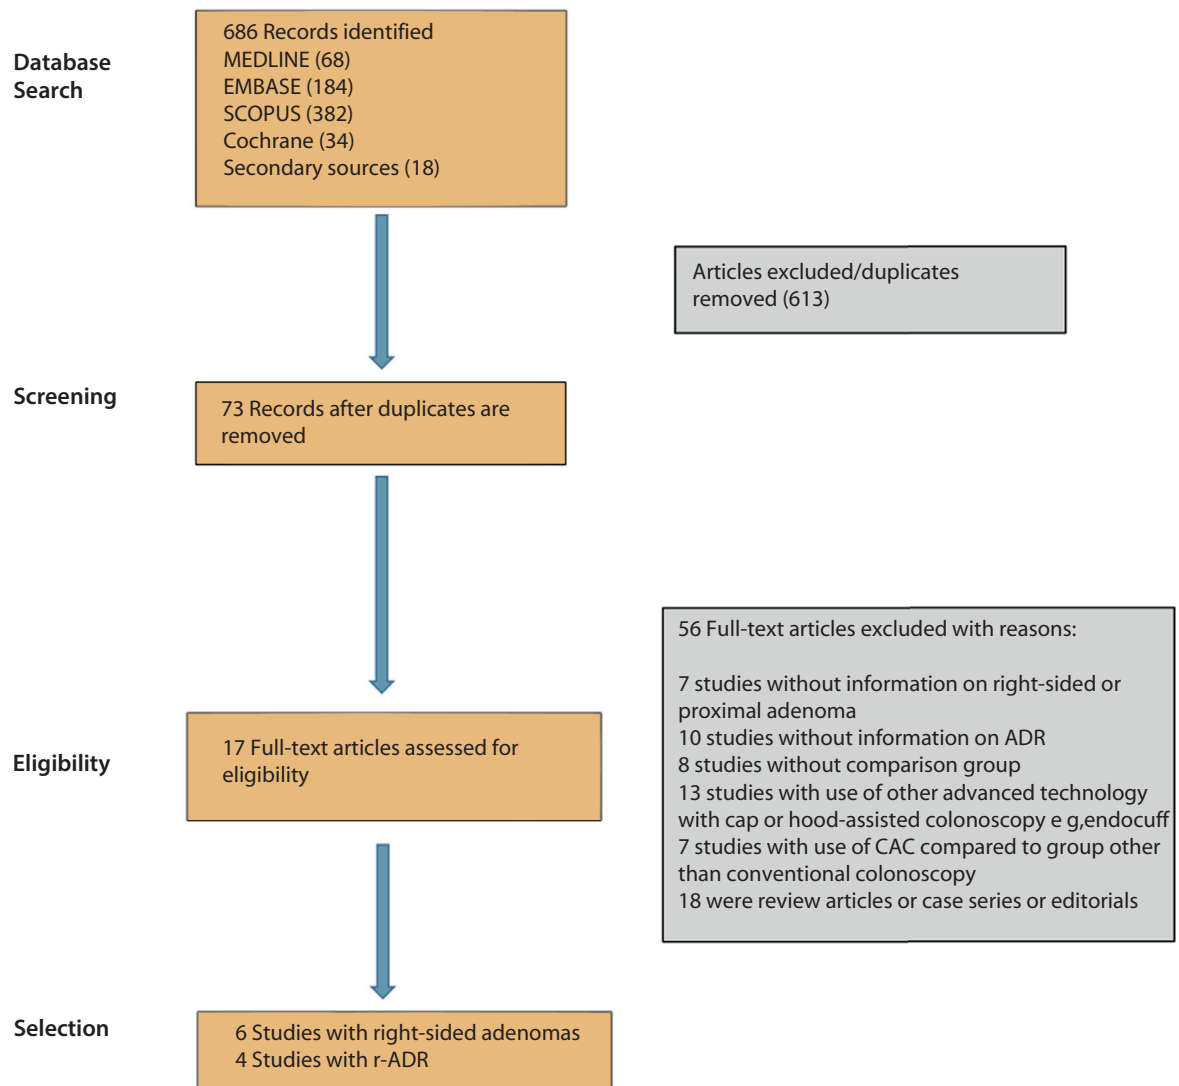 Database
Search
686 Records identified
MEDLINE (68)
EMBASE (184)
SCOPUS (382)
Cochrane (34)
Secondary sources (18)
Articles excluded/duplicates
removed (613)
Screening
73 Records after duplicates are
removed
56 Full-text articles excluded with reasons:
7 studies without information on right-sided or
proximal adenoma
10 studies without information on ADR
8 studies without comparison group
13 studies with use of other advanced technology
with cap or hood-assisted colonoscopy e g,endocuff
7 studies with use of CAC compared to group other
than conventional colonoscopy
18 were review articles or case series or editorials
Eligibility
17 Full-text articles assessed for
eligibility
Selection
6 Studies with right-sided adenomas
4 Studies with r-ADR